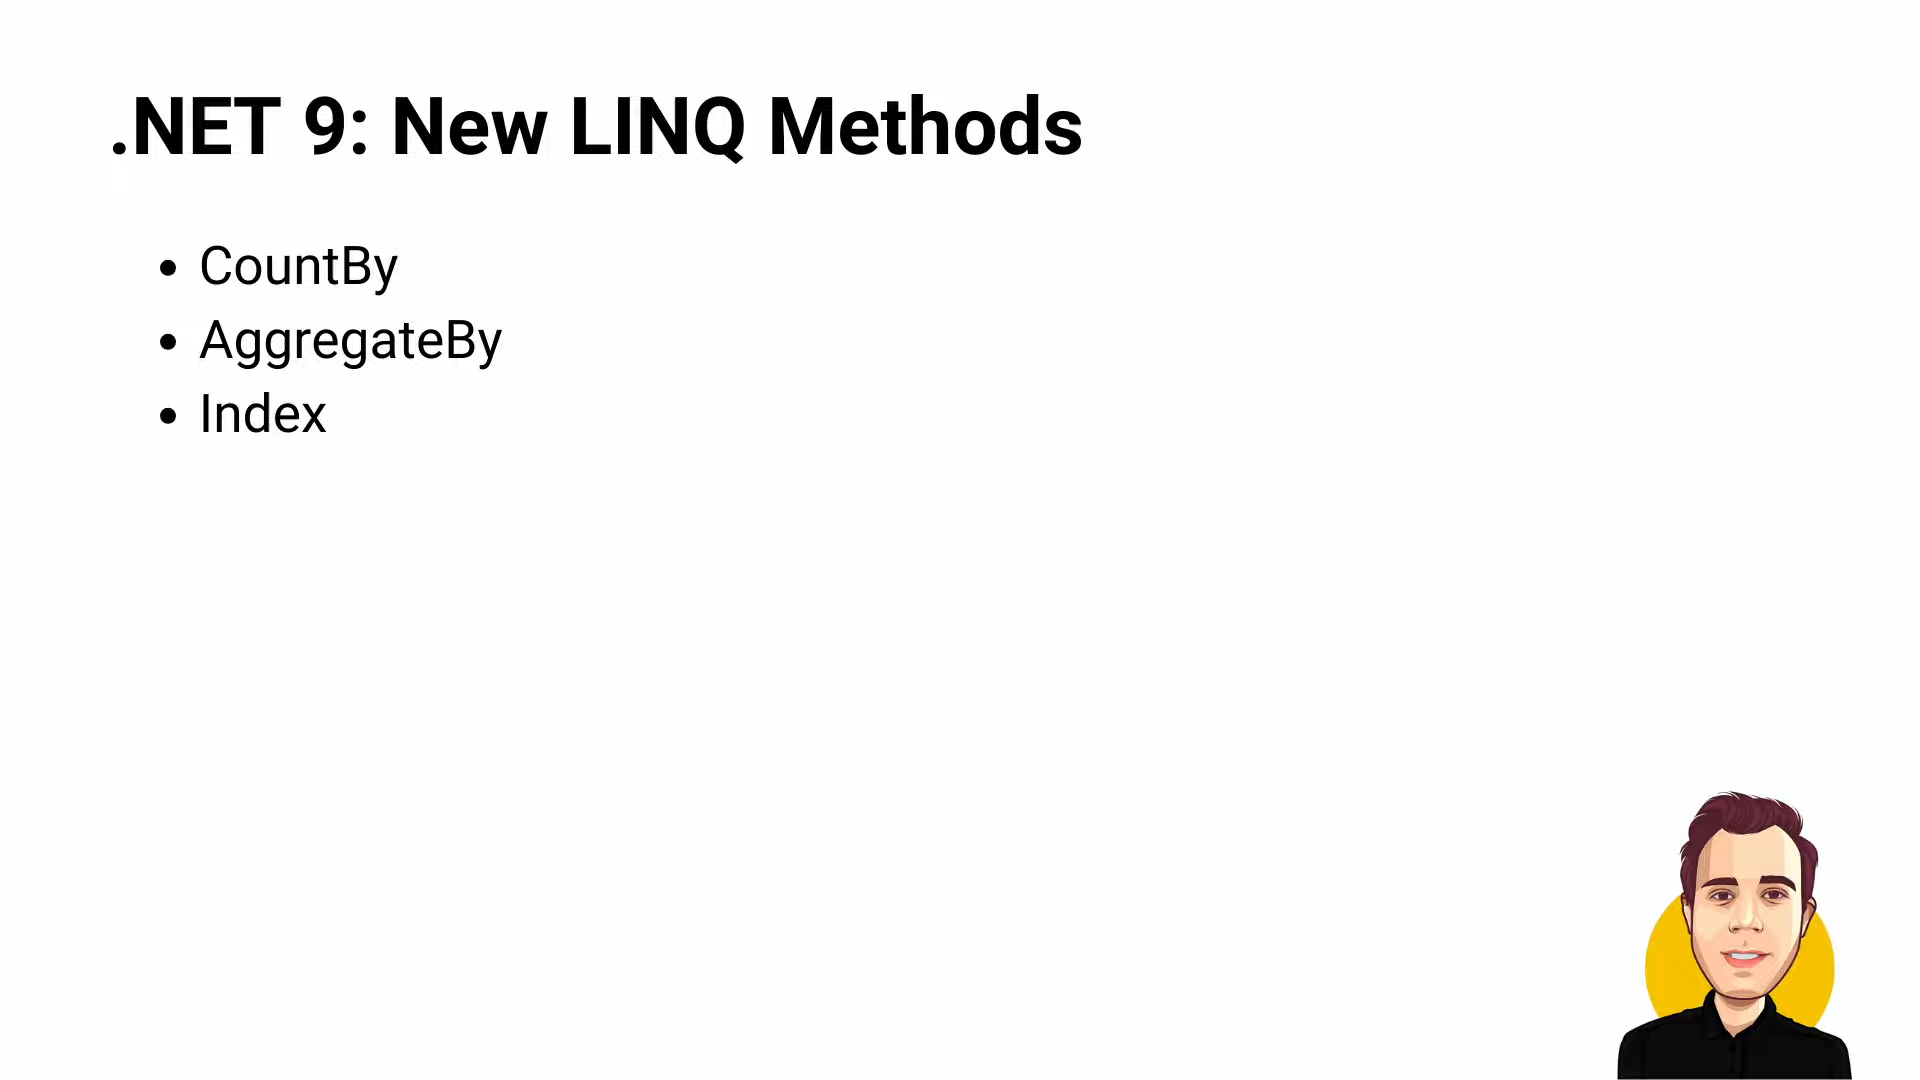 .NET 9: New LINQ Methods
• CountBy
• AggregateBy
• Index